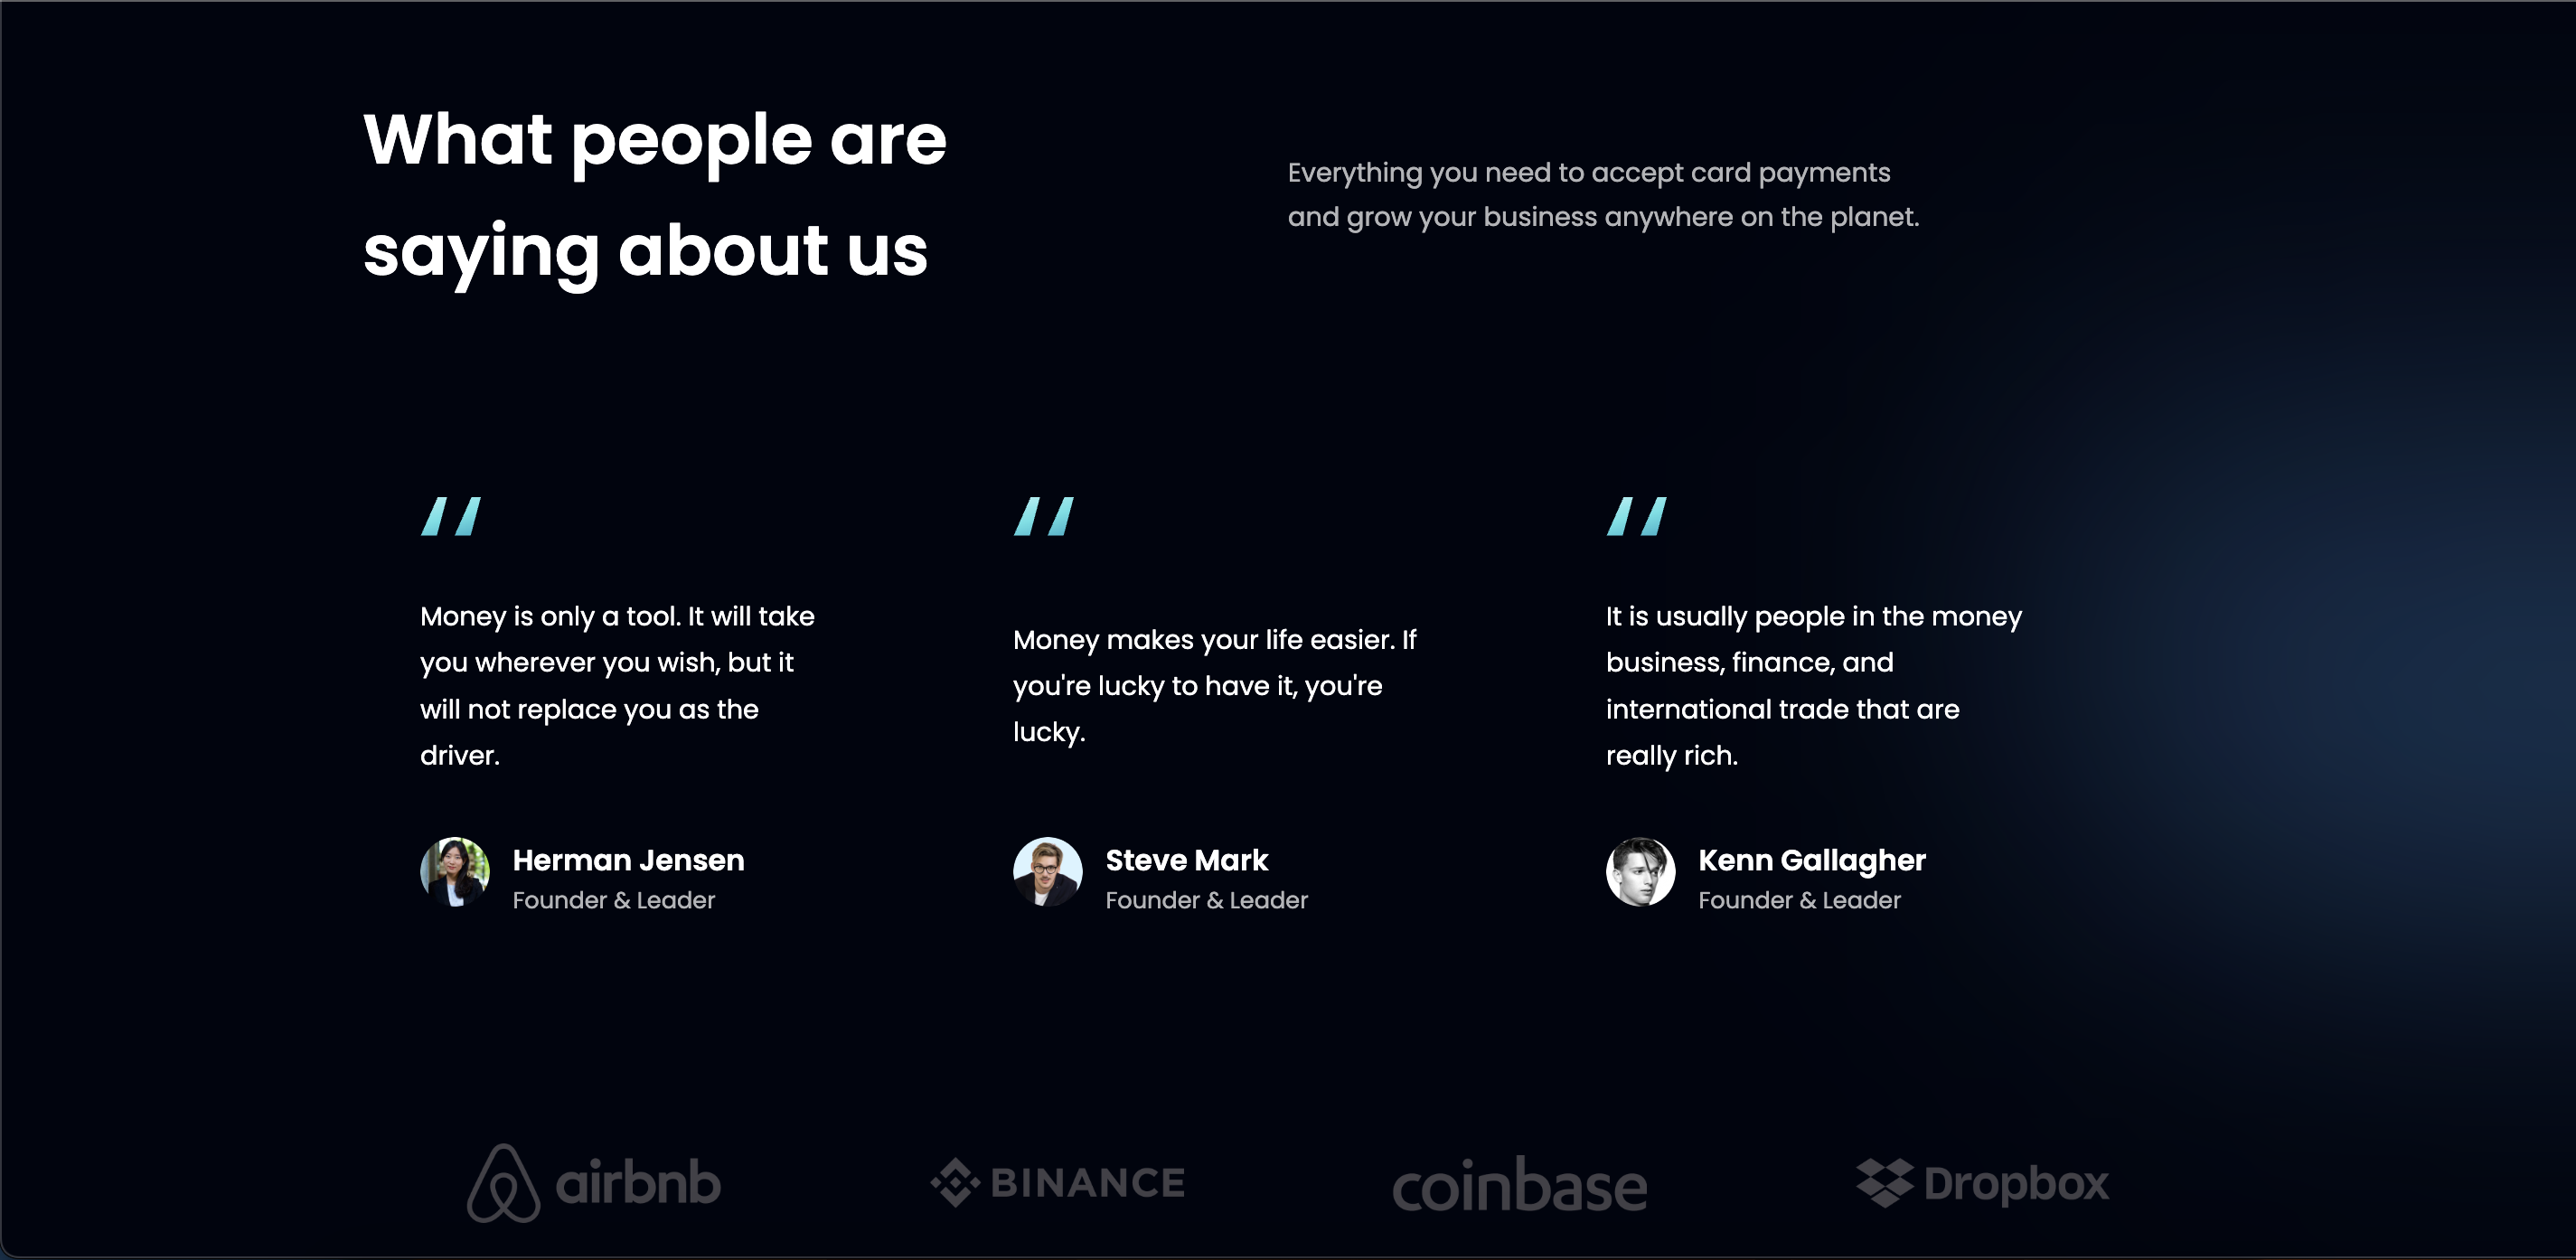 What people are
saying about us
Everything you need to accept card payments
and grow your business anywhere on the planet.
Money is only a tool. It will take
you wherever you wish, but it
will not replace you as the
driver.
Herman Jensen
Founder & Leader
Money makes your life easier. If
you're lucky to have it, you're
lucky.
Steve Mark
Founder & Leader
It is usually people in the money
business, finance, and
international trade that are
really rich.
Kenn Gallagher
Founder & Leader
airbnb
BINANCE
coinbase
Dropbox